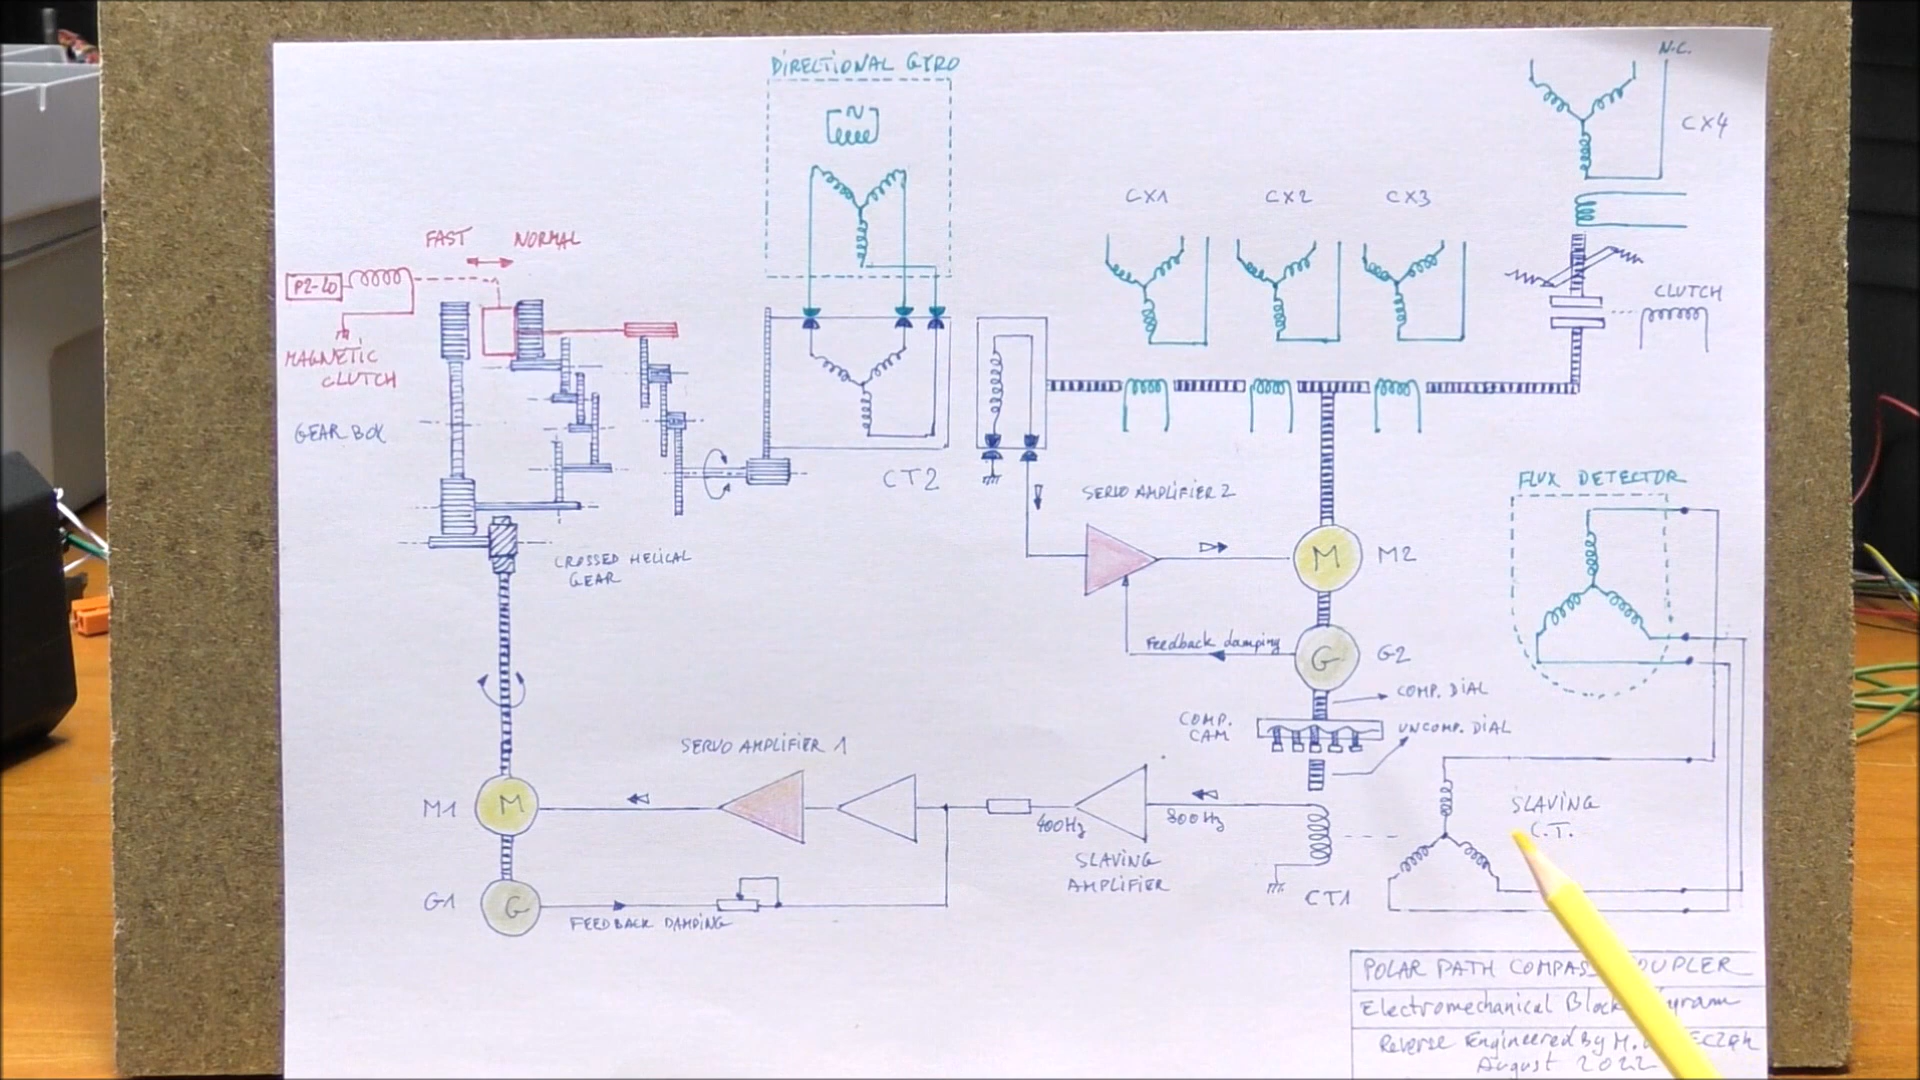 DIRECTIONAL GYRO
N.C.
CX4
CX1
CX2
CX3
FAST
NORMAL
P2-20
MAGNETIC
CLUTCH
CLUTCH
GEAR BOX
CT2
SERVO AMPLIFIER 2
FLUX DETECTOR
CROSSED HELICAL
GEAR
M
M2
Feedback damping
G
G2
COMP. DIAL
COMP.
CAM
UNCOMP. DIAL
SERVO AMPLIFIER 1
M1
M
400Hz
800Hz
SLAVING
AMPLIFIER
SLAVING
C.T.
CT1
G1
G
FEEDBACK DAMPING
POLAR PATH COMPASS COUPLER
Electromechanical Block
Reverse Engineered By M.
August 2022